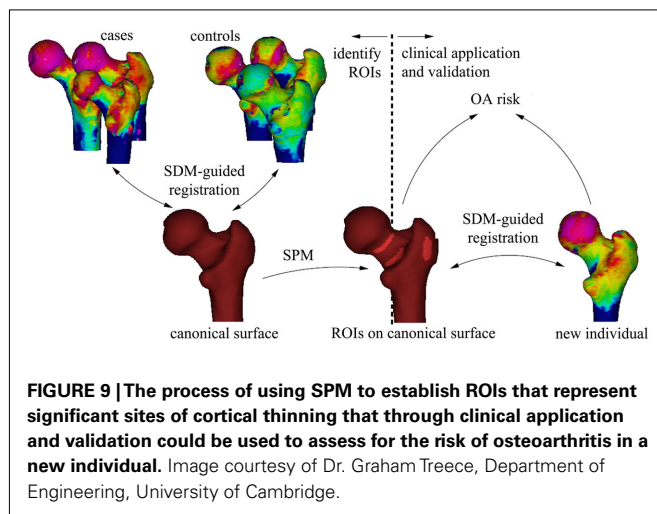 cases
controls
identify
ROIs
clinical application
and validation
OA risk
SDM-guided
registration
SPM
SDM-guided
registration
canonical surface
ROIs on canonical surface
new individual
FIGURE 9 | The process of using SPM to establish ROIs that represent
significant sites of cortical thinning that through clinical application
and validation could be used to assess for the risk of osteoarthritis in a
new individual. Image courtesy of Dr. Graham Treece, Department of
Engineering, University of Cambridge.